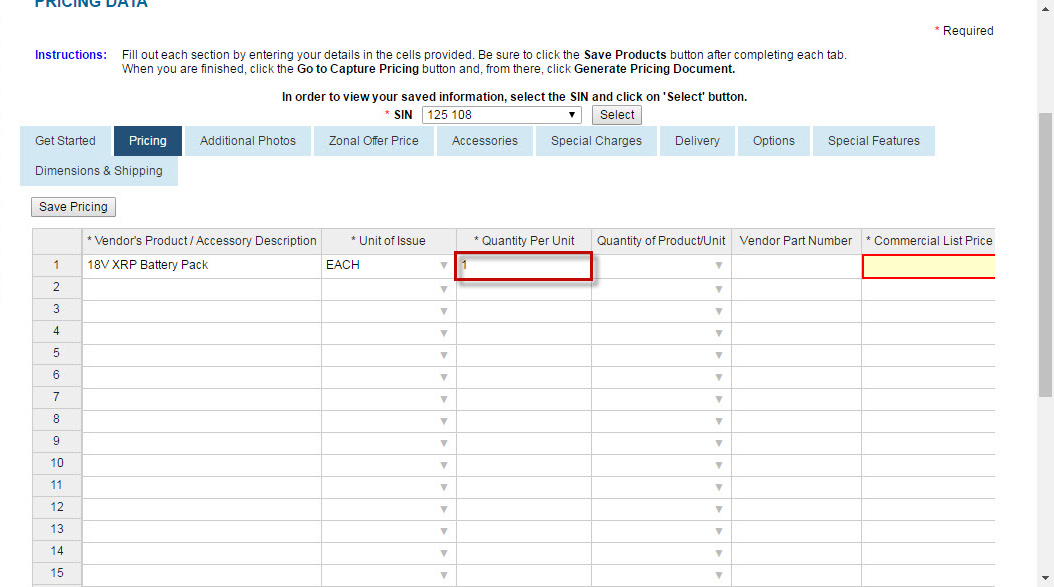 PRICING DATA
* Required
Instructions: Fill out each section by entering your details in the cells provided. Be sure to click the Save Products button after completing each tab.
When you are finished, click the Go to Capture Pricing button and, from there, click Generate Pricing Document.
In order to view your saved information, select the SIN and click on 'Select' button.
* SIN 125 108 Select
Get Started Pricing Additional Photos Zonal Offer Price Accessories Special Charges Delivery Options Special Features
Dimensions & Shipping
Save Pricing
* Vendor's Product / Accessory Description * Unit of Issue * Quantity Per Unit Quantity of Product/Unit Vendor Part Number * Commercial List Price
1 18V XRP Battery Pack EACH 1
2
3
4
5
6
7
8
9
10
11
12
13
14
15